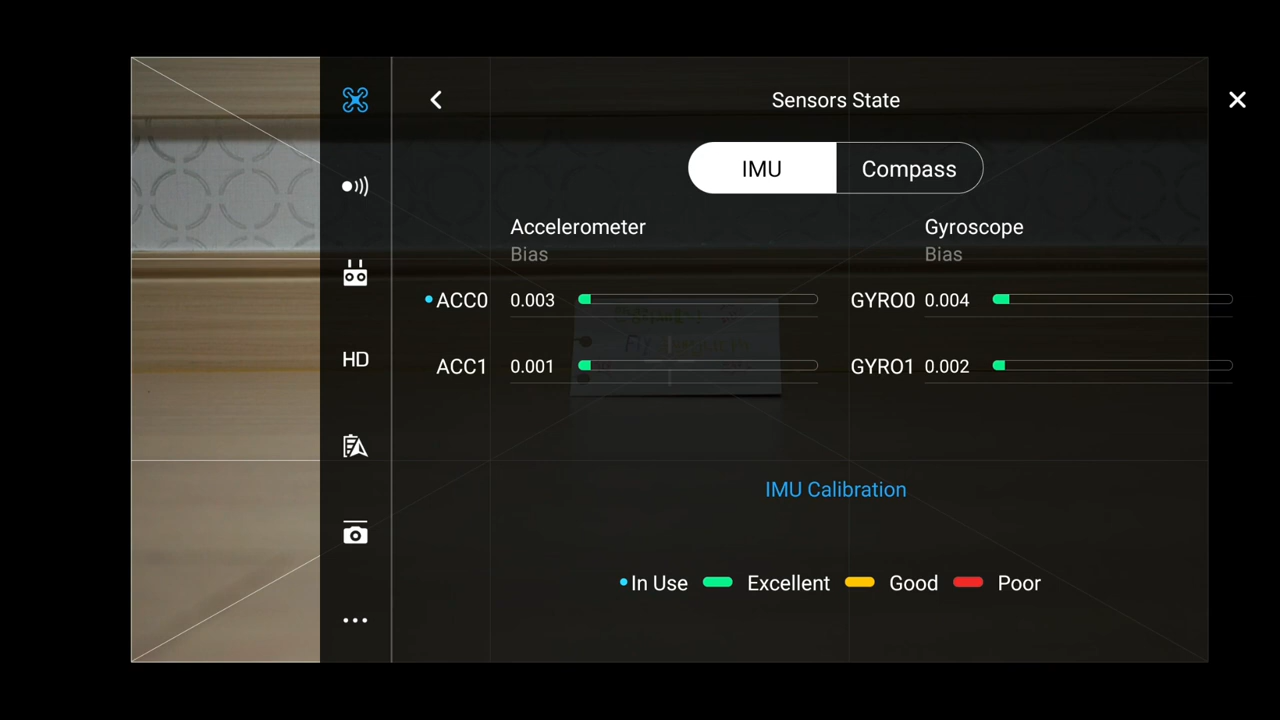 Sensors State
IMU Compass
Accelerometer Gyroscope
Bias Bias
ACC0 0.003 GYRO0 0.004
ACC1 0.001 GYRO1 0.002
HD
IMU Calibration
In Use Excellent Good Poor